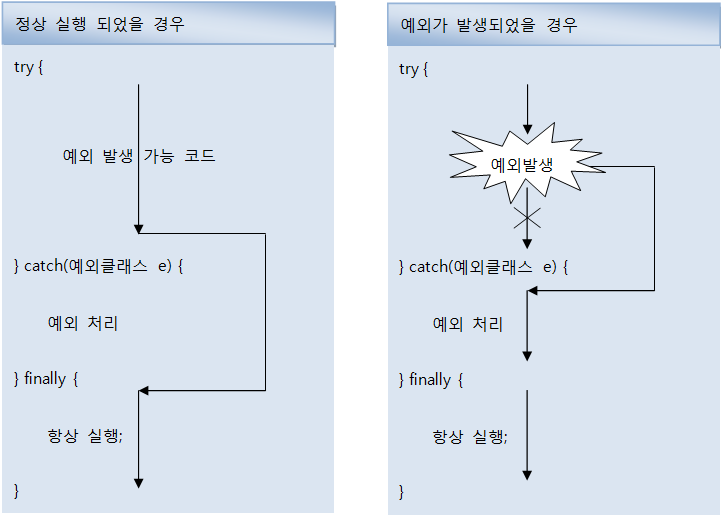 정상 실행 되었을 경우
try {
예외 발생 가능 코드
} catch(예외클래스 e) {
예외 처리
} finally {
항상 실행;
}
예외가 발생되었을 경우
try {
예외발생
} catch(예외클래스 e) {
예외 처리
} finally {
항상 실행;
}